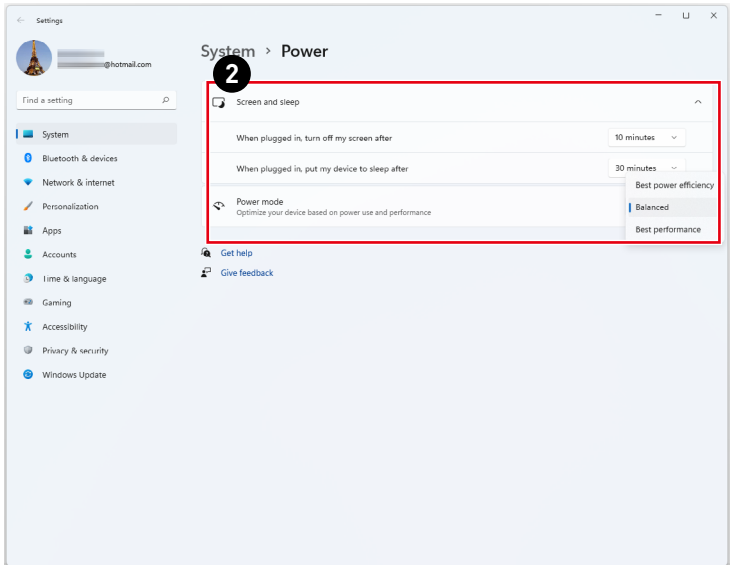 Settings
System > Power
@hotmail.com
2
Find a setting
System
Bluetooth & devices
Network & internet
Personalization
Apps
Accounts
Time & language
Gaming
Accessibility
Privacy & security
Windows Update
Screen and sleep
When plugged in, turn off my screen after
10 minutes
When plugged in, put my device to sleep after
30 minutes
Power mode
Optimize your device based on power use and performance
Best power efficiency
Balanced
Best performance
Get help
Give feedback